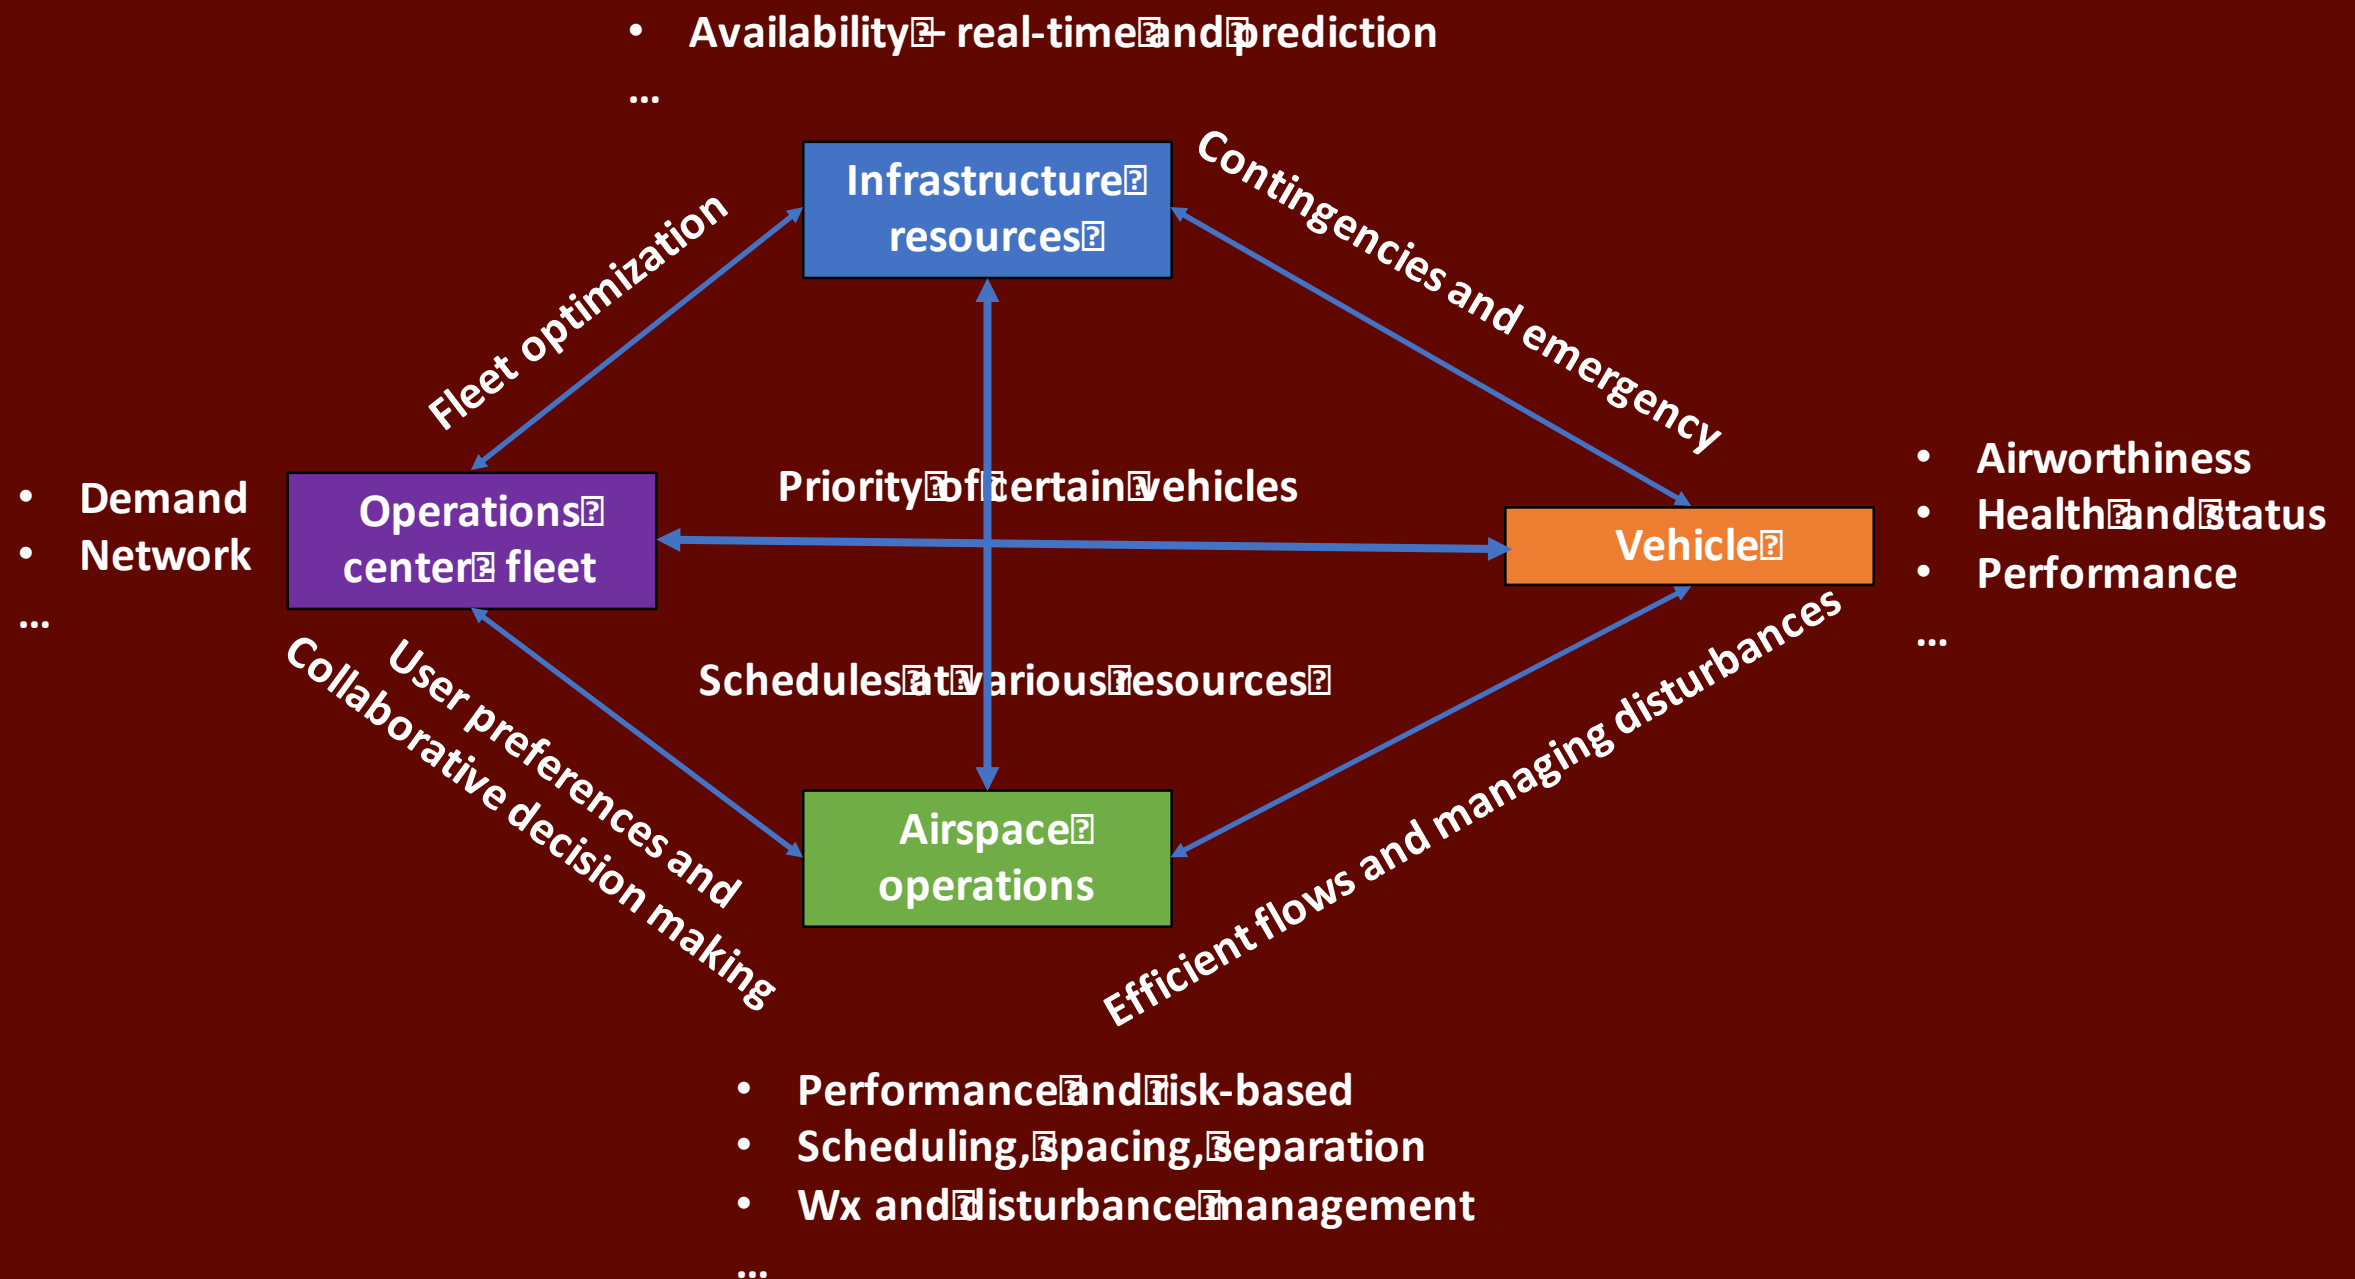 • Availability – real-time and prediction
...
Infrastructure
resources
Contingencies and emergency
Fleet optimization
• Demand
• Network
...
Operations
center - fleet
Priority of certain vehicles
Vehicle
• Airworthiness
• Health and status
• Performance
...
Schedules at various resources
User preferences and
Collaborative decision making
Efficient flows and managing disturbances
Airspace
operations
• Performance and risk-based
• Scheduling, spacing, separation
• Wx and disturbance management
...